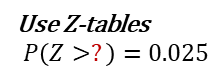 Use Z-tables
P(Z >?) = 0.025